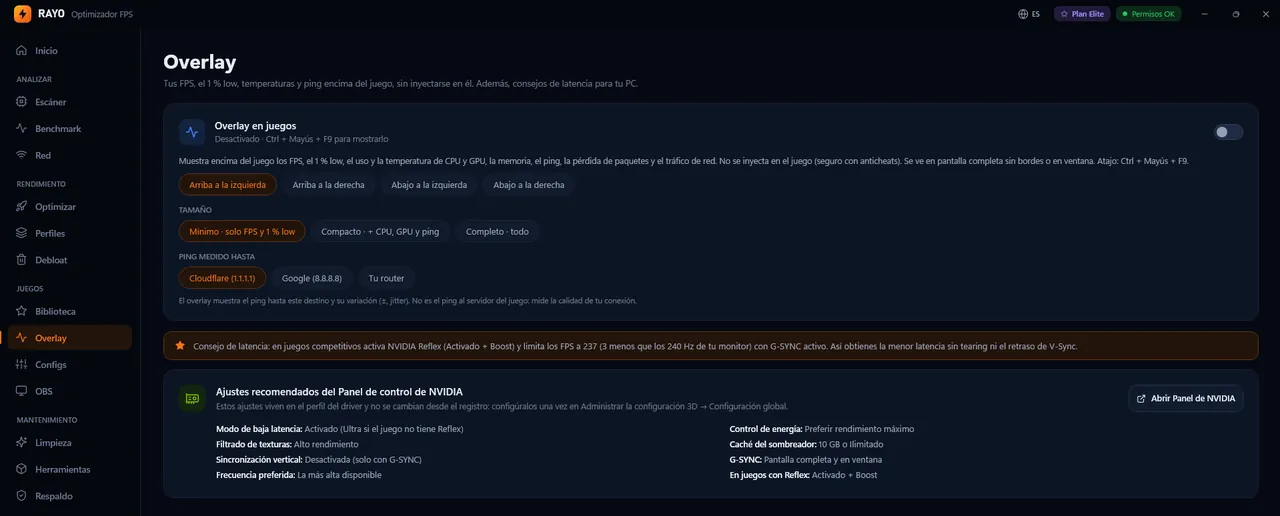 RAYO Optimizador FPS
ES
Plan Elite
Permisos OK
Inicio
ANALIZAR
Escáner
Benchmark
Red
RENDIMIENTO
Optimizar
Perfiles
Debloat
JUEGOS
Biblioteca
Overlay
Configs
OBS
MANTENIMIENTO
Limpieza
Herramientas
Respaldo
Overlay
Tus FPS, el 1 % low, temperaturas y ping encima del juego, sin inyectarse en él. Además, consejos de latencia para tu PC.
Overlay en juegos
Desactivado · Ctrl + Mayús + F9 para mostrarlo
Muestra encima del juego los FPS, el 1 % low, el uso y la temperatura de CPU y GPU, la memoria, el ping, la pérdida de paquetes y el tráfico de red. No se inyecta en el juego (seguro con anticheats). Se ve en pantalla completa sin bordes o en ventana. Atajo: Ctrl + Mayús + F9.
Arriba a la izquierda
Arriba a la derecha
Abajo a la izquierda
Abajo a la derecha
TAMAÑO
Mínimo · solo FPS y 1 % low
Compacto · + CPU, GPU y ping
Completo · todo
PING MEDIDO HASTA
Cloudflare (1.1.1.1)
Google (8.8.8.8)
Tu router
El overlay muestra el ping hasta este destino y su variación (±, jitter). No es el ping al servidor del juego: mide la calidad de tu conexión.
Consejo de latencia: en juegos competitivos activa NVIDIA Reflex (Activado + Boost) y limita los FPS a 237 (3 menos que los 240 Hz de tu monitor) con G-SYNC activo. Así obtienes la menor latencia sin tearing ni el retraso de V-Sync.
Ajustes recomendados del Panel de control de NVIDIA
Estos ajustes viven en el perfil del driver y no se cambian desde el registro: configúralos una vez en Administrar la configuración 3D → Configuración global.
Abrir Panel de NVIDIA
Modo de baja latencia: Activado (Ultra si el juego no tiene Reflex)
Control de energía: Preferir rendimiento máximo
Filtrado de texturas: Alto rendimiento
Caché del sombreador: 10 GB o Ilimitado
Sincronización vertical: Desactivada (solo con G-SYNC)
G-SYNC: Pantalla completa y en ventana
Frecuencia preferida: La más alta disponible
En juegos con Reflex: Activado + Boost